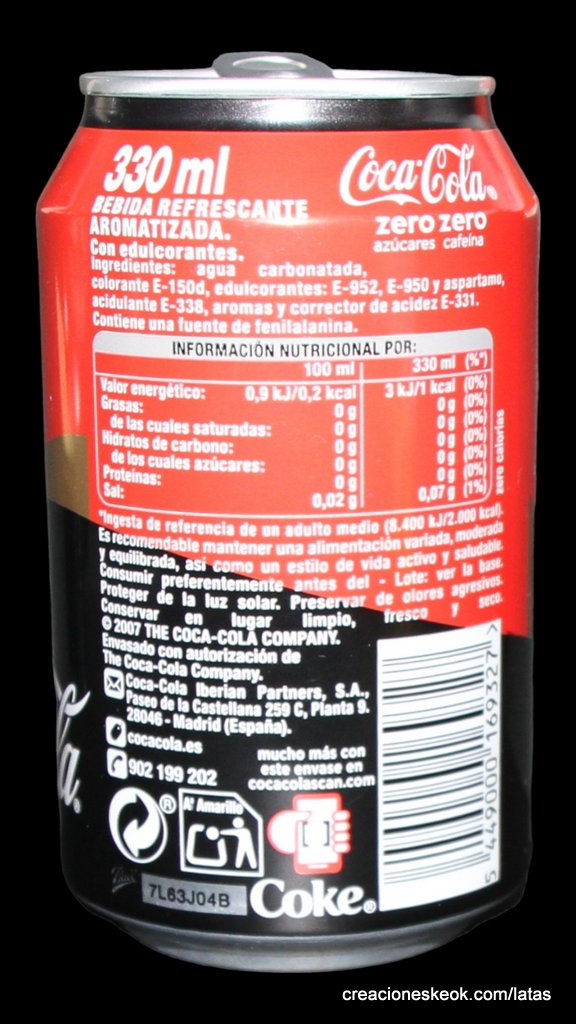 330 ml
Coca-Cola®
BEBIDA REFRESCANTE
AROMATIZADA.
zero zero
azúcares cafeína
Con edulcorantes.
Ingredientes: agua carbonatada,
colorante E-150d, edulcorantes: E-952, E-950 y aspartamo,
acidulante E-338, aromas y corrector de acidez E-331.
Contiene una fuente de fenilalanina.
INFORMACIÓN NUTRICIONAL POR:
100 ml 330 ml (%*)
Valor energético: 0,9 kJ/0,2 kcal 3 kJ/1 kcal (0%)
Grasas: 0 g 0 g (0%)
de las cuales saturadas: 0 g 0 g (0%)
Hidratos de carbono: 0 g 0 g (0%)
de los cuales azúcares: 0 g 0 g (0%)
Proteínas: 0 g 0 g (0%)
Sal: 0,02 g 0,07 g (1%)
zero calorías
*Ingesta de referencia de un adulto medio (8.400 kJ/2.000 kcal).
Es recomendable mantener una alimentación variada, moderada
y equilibrada, así como un estilo de vida activo y saludable.
Consumir preferentemente antes del - Lote: ver la base.
Proteger de la luz solar. Preservar de olores agresivos.
Conservar en lugar limpio, fresco y seco.
© 2007 THE COCA-COLA COMPANY.
Envasado con autorización de
The Coca-Cola Company.
Coca-Cola Iberian Partners, S.A.,
Paseo de la Castellana 259 C, Planta 9.
28046 - Madrid (España).
cocacola.es
902 199 202
mucho más con
este envase en
cocacolascan.com
®
A° Amarillo
7L63J04B
Coke®
5 449000 169327 >
creacioneskeok.com/latas